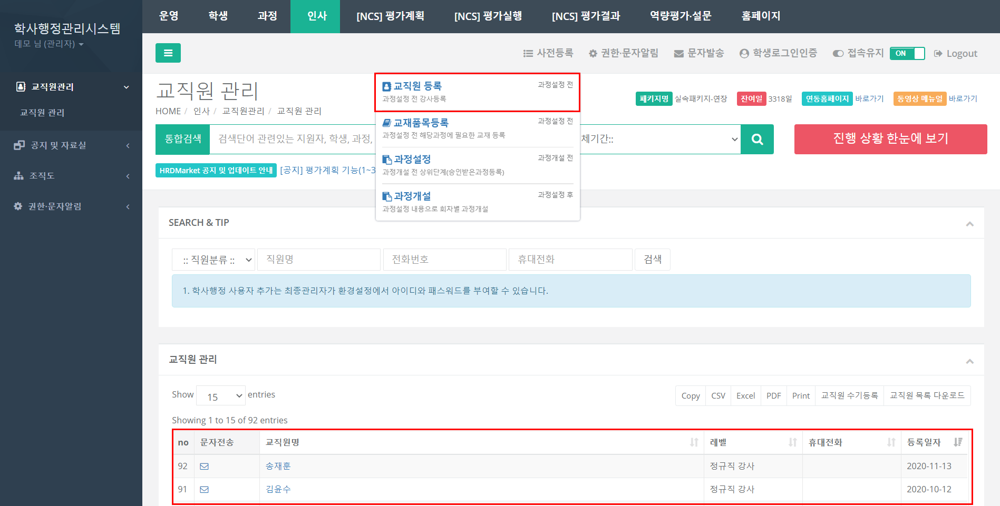 학사행정관리시스템
데모 님 (관리자)
교직원관리
교직원 관리
공지 및 자료실
조직도
권한·문자알림
운영 학생 과정 인사 [NCS] 평가계획 [NCS] 평가실행 [NCS] 평가결과 역량평가·설문 홈페이지
사전등록 권한·문자알림 문자발송 학생로그인인증 접속유지 ON Logout
교직원 관리
HOME / 인사 / 교직원관리 / 교직원 관리
패키지명 실속패키지-연장 잔여일 3318일 연동홈페이지 바로가기 동영상 매뉴얼 바로가기
교직원 등록 과정설정 전
과정설정 전 강사등록
교재품목등록 과정설정 전
과정설정 전 해당과정에 필요한 교재 등록
과정설정 과정개설 전
과정개설 전 상위단계(승인받은과정등록)
과정개설 과정설정 후
과정설정 내용으로 회차별 과정개설
통합검색 검색단어 관련있는 지원자, 학생, 과정, 체기간:: 진행 상황 한눈에 보기
HRDMarket 공지 및 업데이트 안내 [공지] 평가계획 기능(1~3
SEARCH & TIP
:: 직원분류 :: 직원명 전화번호 휴대전화 검색
1. 학사행정 사용자 추가는 최종관리자가 환경설정에서 아이디와 패스워드를 부여할 수 있습니다.
교직원 관리
Show 15 entries Copy CSV Excel PDF Print 교직원 수기등록 교직원 목록 다운로드
Showing 1 to 15 of 92 entries
no 문자전송 교직원명 레벨 휴대전화 등록일자
92 송재훈 정규직 강사 2020-11-13
91 김윤수 정규직 강사 2020-10-12